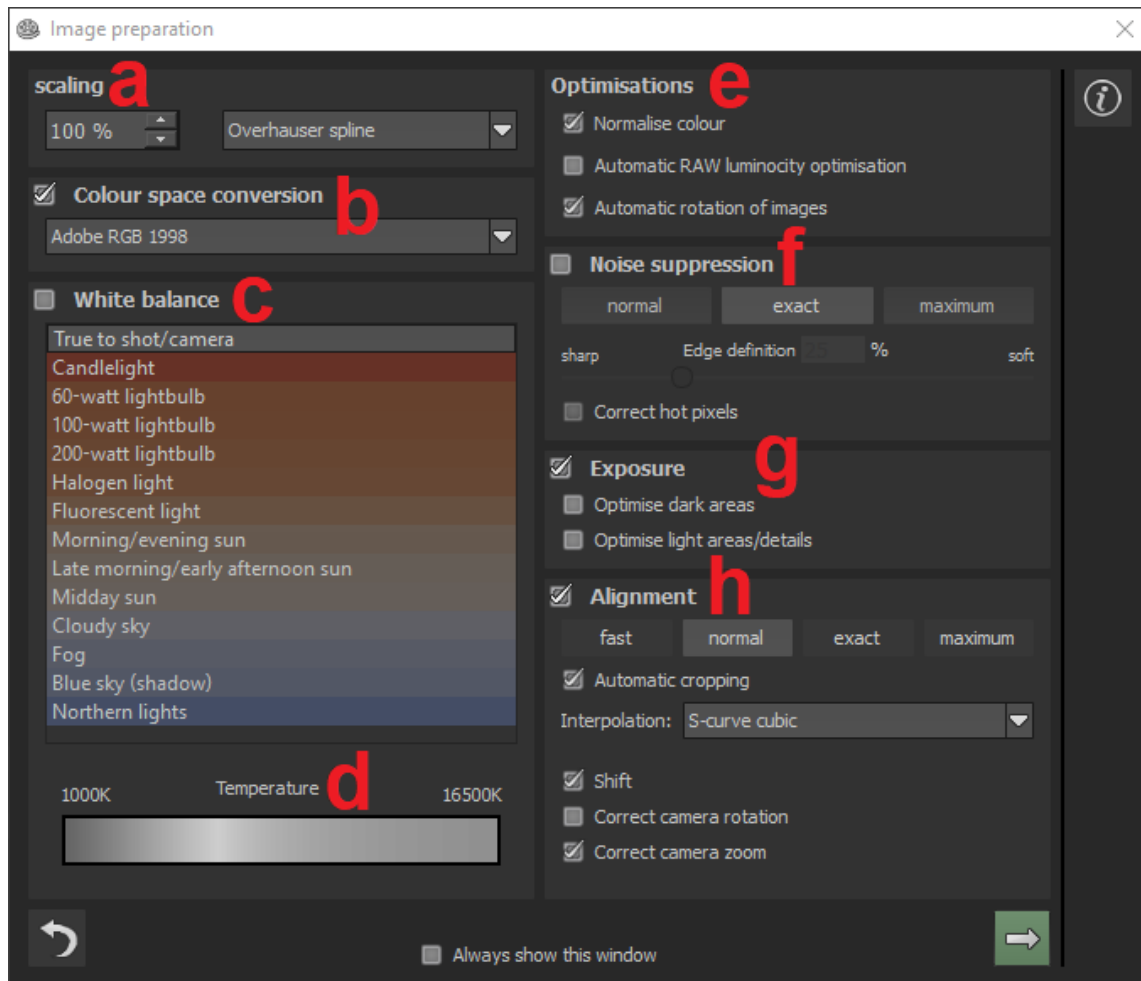 Image preparation
scaling a
100 % Overhauser spline
Colour space conversion b
Adobe RGB 1998
White balance c
True to shot/camera
Candlelight
60-watt lightbulb
100-watt lightbulb
200-watt lightbulb
Halogen light
Fluorescent light
Morning/evening sun
Late morning/early afternoon sun
Midday sun
Cloudy sky
Fog
Blue sky (shadow)
Northern lights
1000K Temperature d 16500K
Optimisations e
Normalise colour
Automatic RAW luminocity optimisation
Automatic rotation of images
Noise suppression f
normal exact maximum
sharp Edge definition 25 % soft
Correct hot pixels
Exposure g
Optimise dark areas
Optimise light areas/details
Alignment h
fast normal exact maximum
Automatic cropping
Interpolation: S-curve cubic
Shift
Correct camera rotation
Correct camera zoom
Always show this window